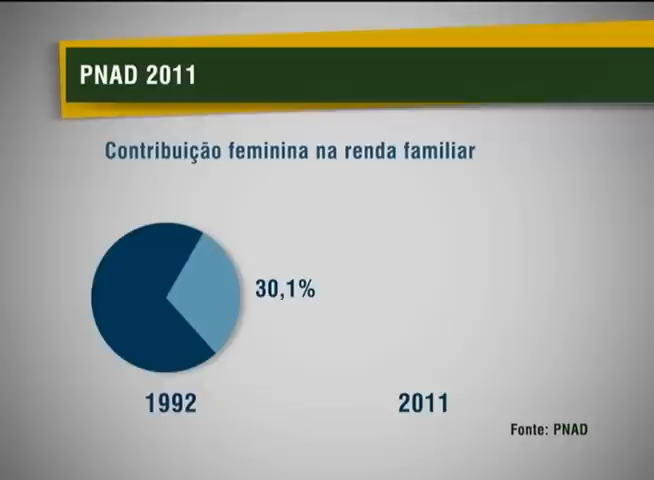 PNAD 2011
Contribuição feminina na renda familiar
30,1%
1992 2011
Fonte: PNAD